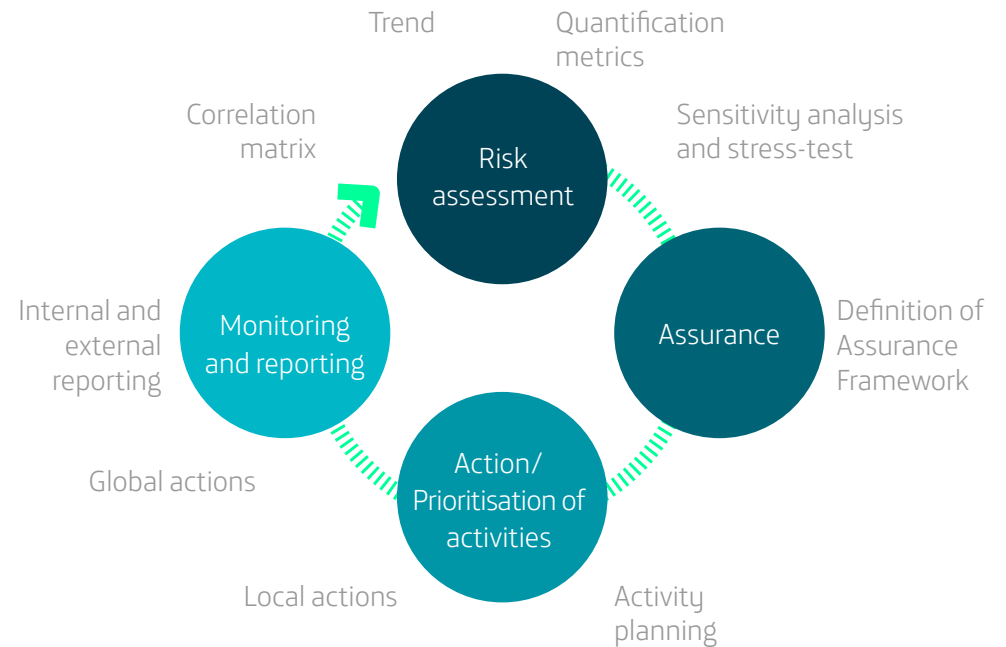 Trend
Quantification
metrics
Correlation
matrix
Sensitivity analysis
and stress-test
Risk
assessment
Internal and
external
reporting
Monitoring
and reporting
Assurance
Definition of
Assurance
Framework
Global actions
Action/
Prioritisation of
activities
Local actions
Activity
planning